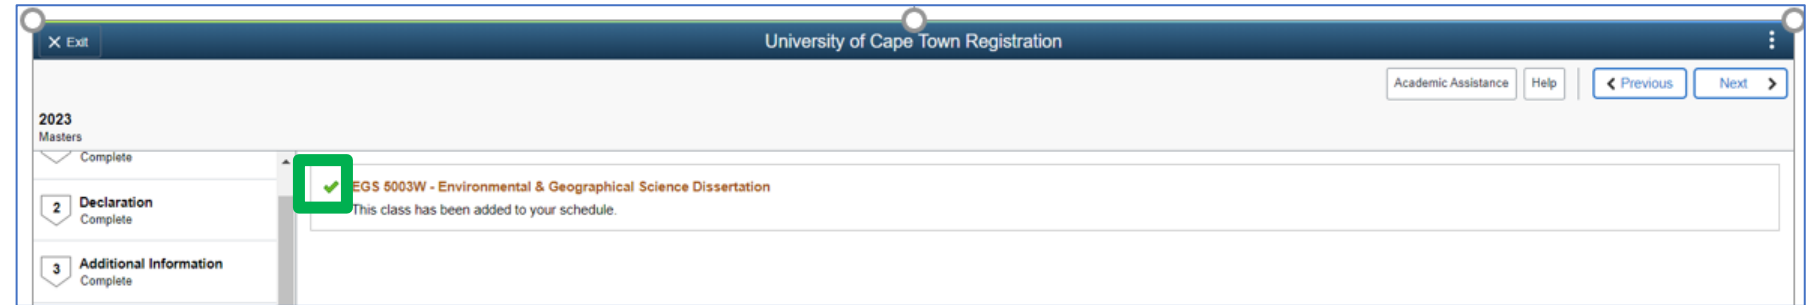 Exit
University of Cape Town Registration
Academic Assistance
Help
Previous
Next
2023
Masters
Complete
2
Declaration
Complete
3
Additional Information
Complete
EGS 5003W - Environmental & Geographical Science Dissertation
This class has been added to your schedule.